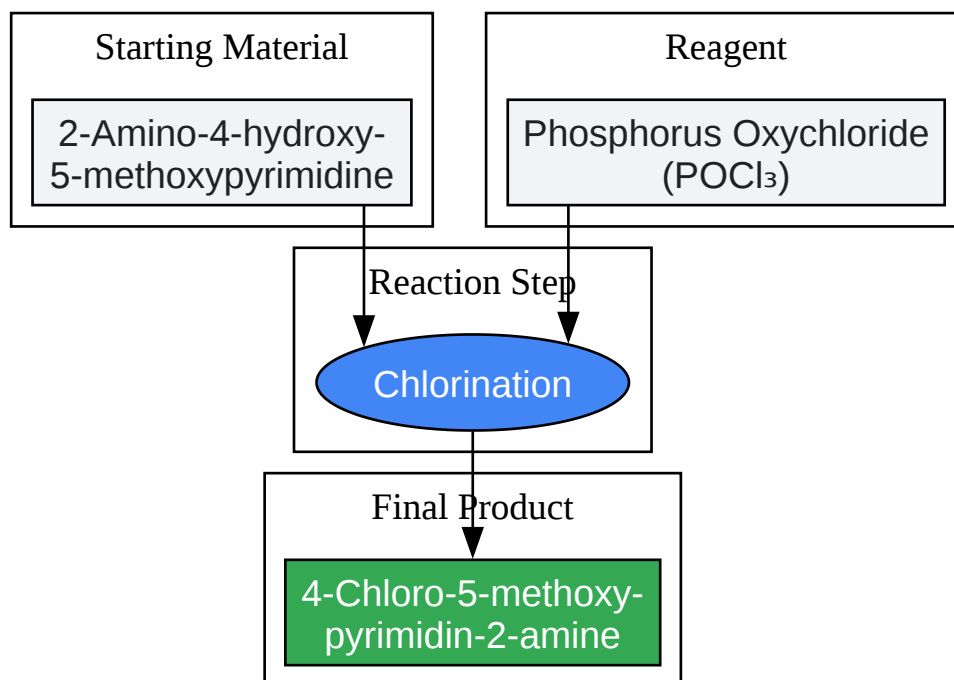 Starting Material
2-Amino-4-hydroxy-
5-methoxypyrimidine
Reagent
Phosphorus Oxychloride
(POCl₃)
Reaction Step
Chlorination
Final Product
4-Chloro-5-methoxy-
pyrimidin-2-amine